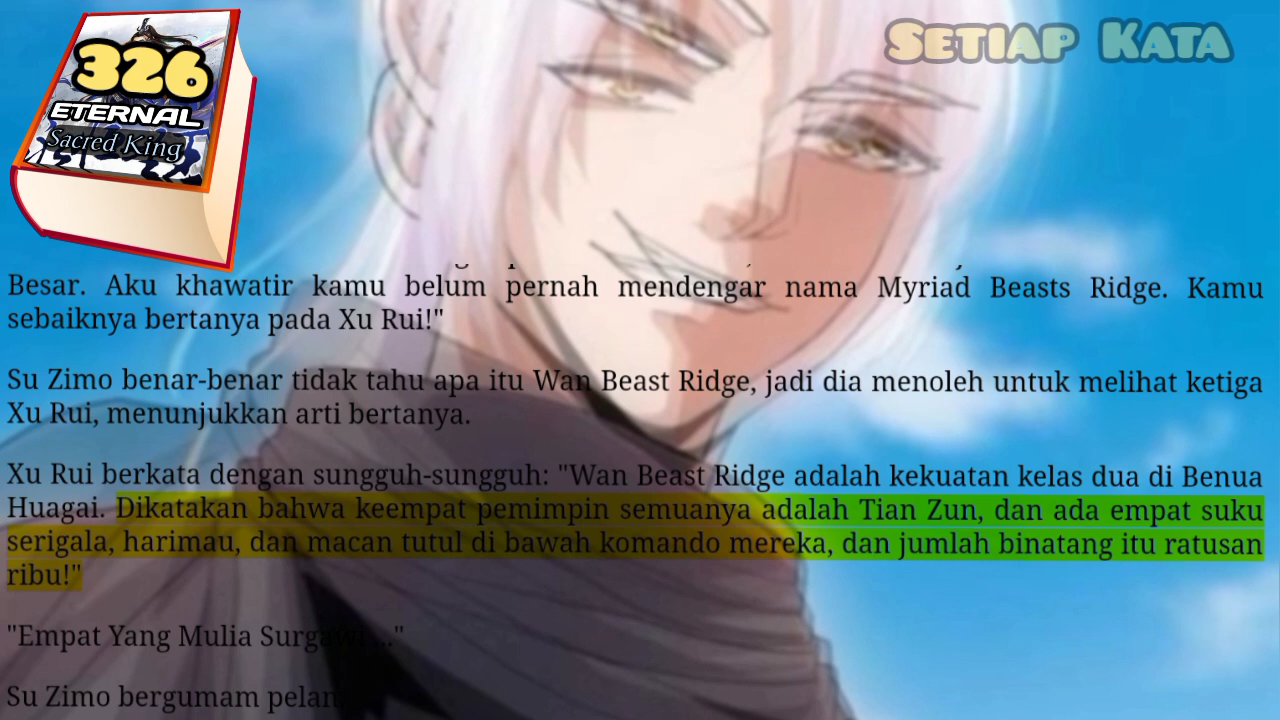 326
ETERNAL
Sacred King
SETIAP KATA
Besar. Aku khawatir kamu belum pernah mendengar nama Myriad Beasts Ridge. Kamu
sebaiknya bertanya pada Xu Rui!"
Su Zimo benar-benar tidak tahu apa itu Wan Beast Ridge, jadi dia menoleh untuk melihat ketiga
Xu Rui, menunjukkan arti bertanya.
Xu Rui berkata dengan sungguh-sungguh: "Wan Beast Ridge adalah kekuatan kelas dua di Benua
Huagai. Dikatakan bahwa keempat pemimpin semuanya adalah Tian Zun, dan ada empat suku
serigala, harimau, dan macan tutul di bawah komando mereka, dan jumlah binatang itu ratusan
ribu!"
"Empat Yang Mulia Surgawi ..."
Su Zimo bergumam pelan.